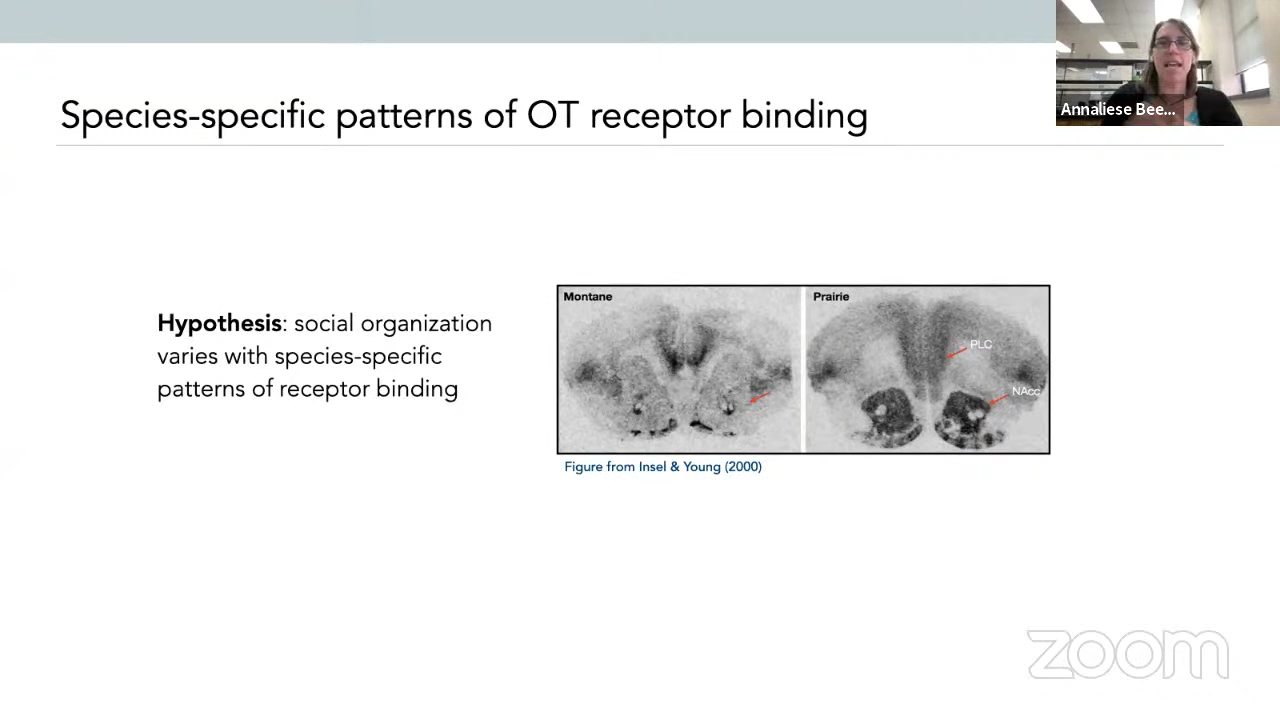 Species-specific patterns of OT receptor binding
Annaliese Bee...
Hypothesis: social organization
varies with species-specific
patterns of receptor binding
Montane
Prairie
PLC
NAcc
Figure from Insel & Young (2000)
zoom